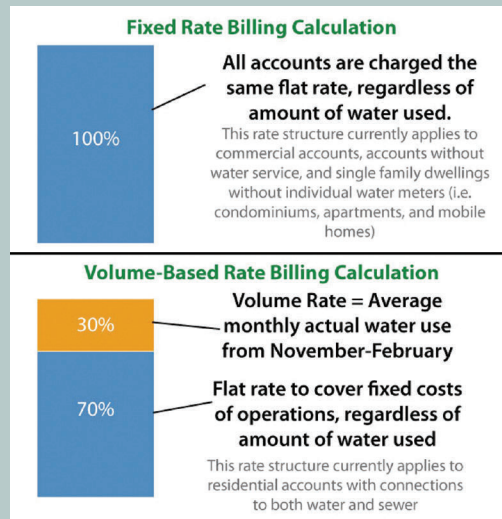 Fixed Rate Billing Calculation
100%
All accounts are charged the
same flat rate, regardless of
amount of water used.
This rate structure currently applies to
commercial accounts, accounts without
water service, and single family dwellings
without individual water meters (i.e.
condominiums, apartments, and mobile
homes)
Volume-Based Rate Billing Calculation
30%
Volume Rate = Average
monthly actual water use
from November-February
70%
Flat rate to cover fixed costs
of operations, regardless of
amount of water used
This rate structure currently applies to
residential accounts with connections
to both water and sewer